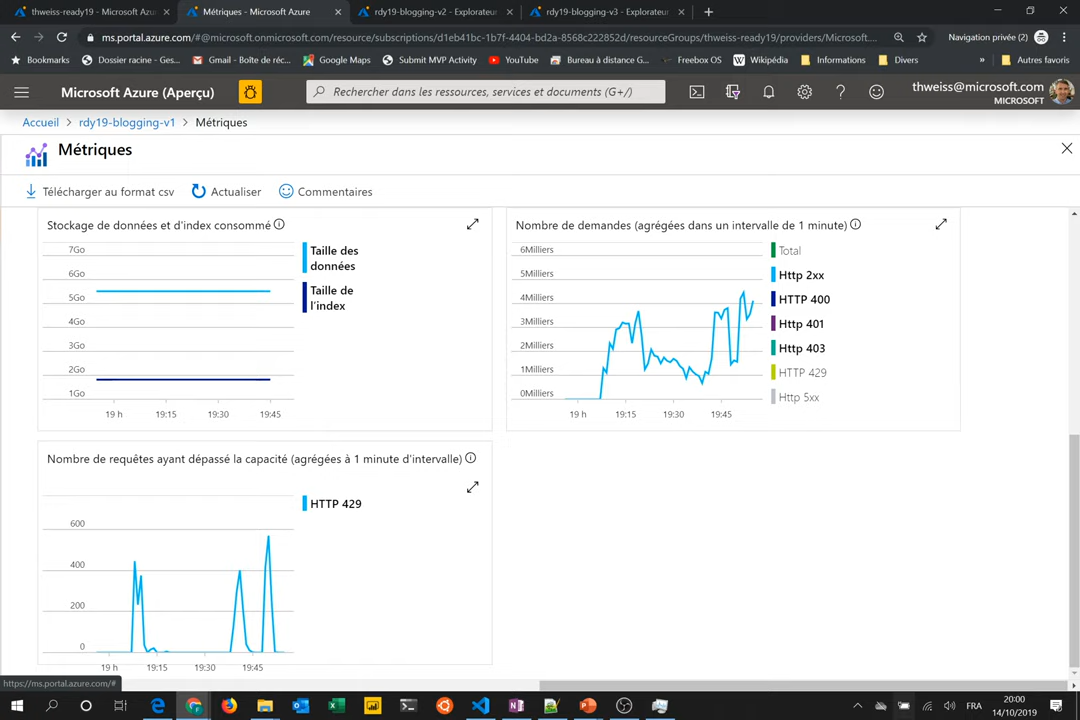 thweiss-ready19 - Microsoft Az
Métriques - Microsoft Azure
rdy19-blogging-v2 - Explorateu
rdy19-blogging-v3 - Explorateu
ms.portal.azure.com/#@microsoft.onmicrosoft.com/resource/subscriptions/d1eb41bc-1b7f-4404-bd2a-8568c222852d/resourceGroups/thweiss-ready19/providers/Microsoft....
Navigation privée (2)
Bookmarks
Dossier racine - Ges...
Gmail - Boîte de réc...
Google Maps
Submit MVP Activity
YouTube
Bureau à distance G...
Freebox OS
Wikipédia
Informations
Divers
»
Autres favoris
Microsoft Azure (Aperçu)
Rechercher dans les ressources, services et documents (G+/)
thweiss@microsoft.com
MICROSOFT
Accueil > rdy19-blogging-v1 > Métriques
Métriques
Télécharger au format csv
Actualiser
Commentaires
Stockage de données et d'index consommé
7Go
6Go
5Go
4Go
3Go
2Go
1Go
19 h
19:15
19:30
19:45
Taille des
données
Taille de
l'index
Nombre de demandes (agrégées dans un intervalle de 1 minute)
6Milliers
5Milliers
4Milliers
3Milliers
2Milliers
1Milliers
0Milliers
19 h
19:15
19:30
19:45
Total
Http 2xx
HTTP 400
Http 401
Http 403
HTTP 429
Http 5xx
Nombre de requêtes ayant dépassé la capacité (agrégées à 1 minute d'intervalle)
600
400
200
0
19 h
19:15
19:30
19:45
HTTP 429
https://ms.portal.azure.com/#
FRA
20:00
14/10/2019